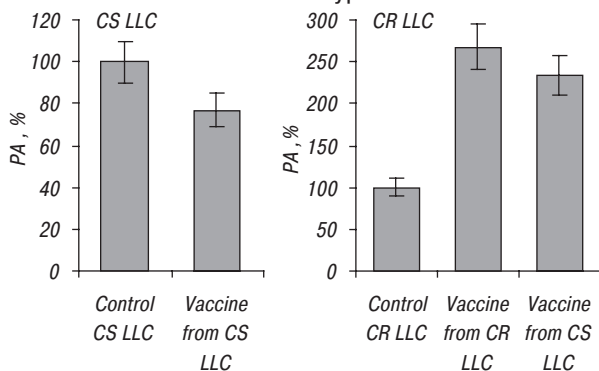 CS LLC
PA , %
120
100
80
60
40
20
0
Control
CS LLC
Vaccine
from CS
LLC
CR LLC
PA , %
300
250
200
150
100
50
0
Control
CR LLC
Vaccine
from CR
LLC
Vaccine
from CS
LLC